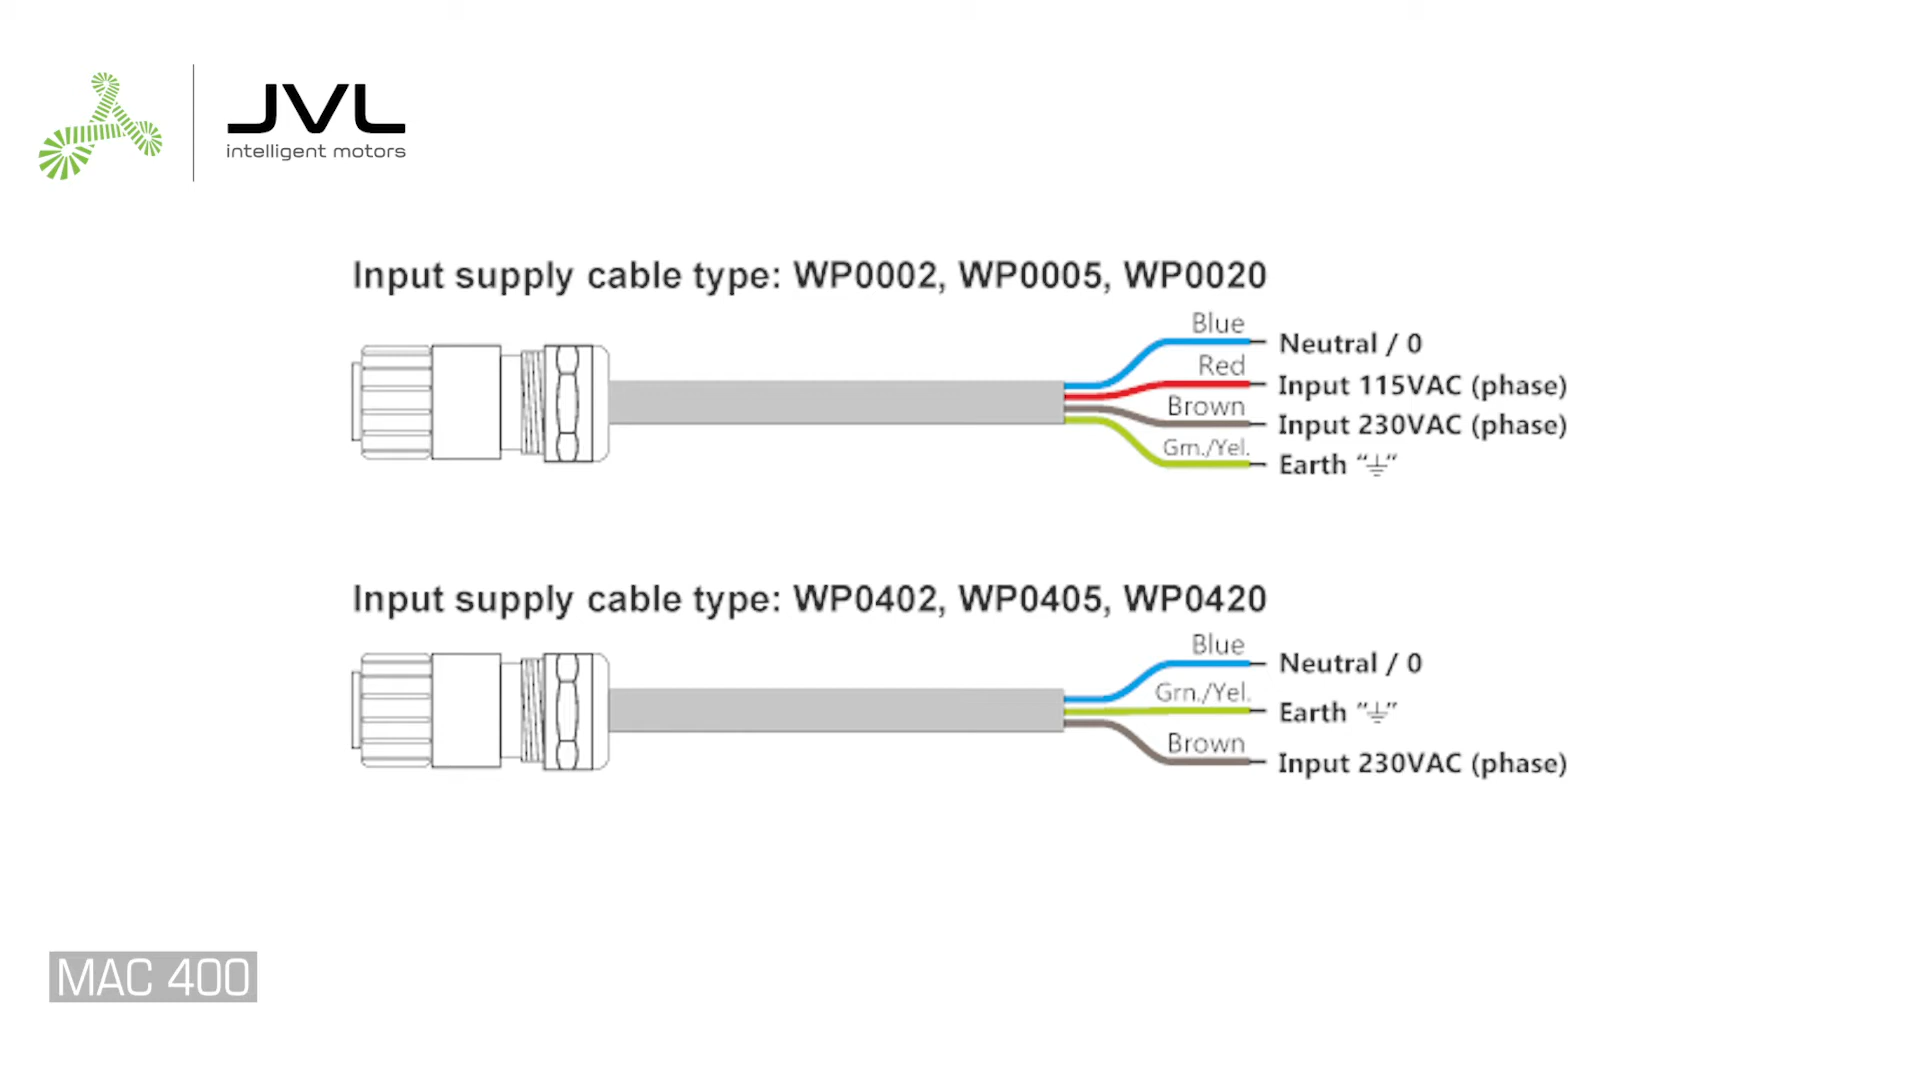 JVL
intelligent motors
Input supply cable type: WP0002, WP0005, WP0020
Blue
Neutral / 0
Red
Input 115VAC (phase)
Brown
Input 230VAC (phase)
Grn./Yel.
Earth “⏚”
Input supply cable type: WP0402, WP0405, WP0420
Blue
Neutral / 0
Grn./Yel.
Earth “⏚”
Brown
Input 230VAC (phase)
MAC 400